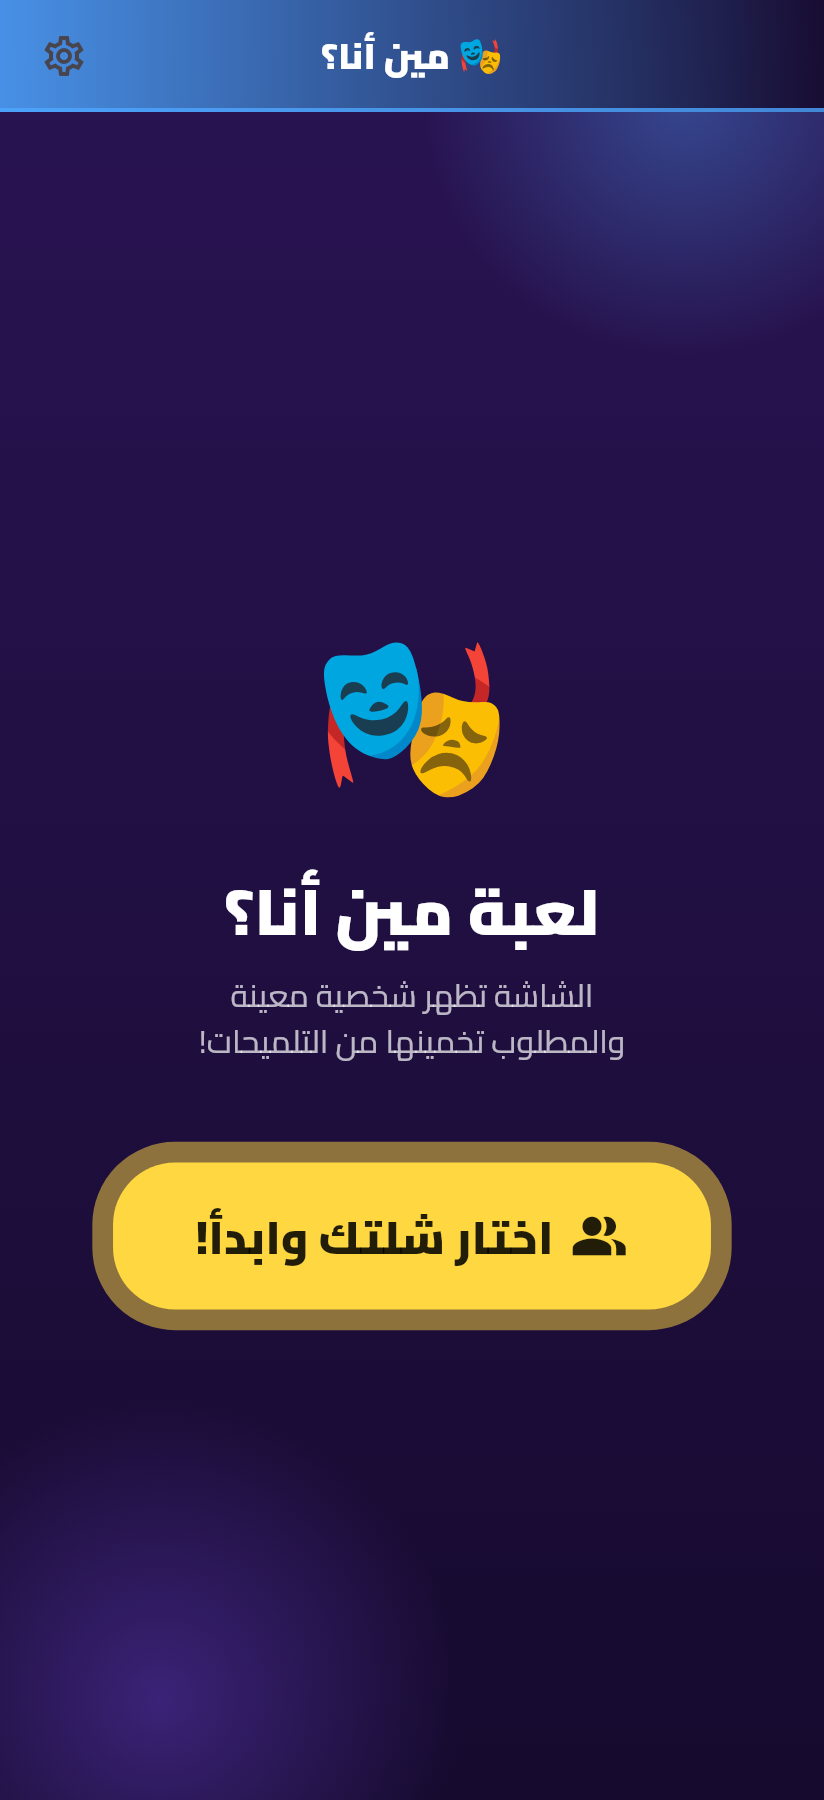 🎭 مين أنا؟
لعبة مين أنا؟
الشاشة تظهر شخصية معينة
والمطلوب تخمينها من التلميحات!
اختار شلتك وابدأ!